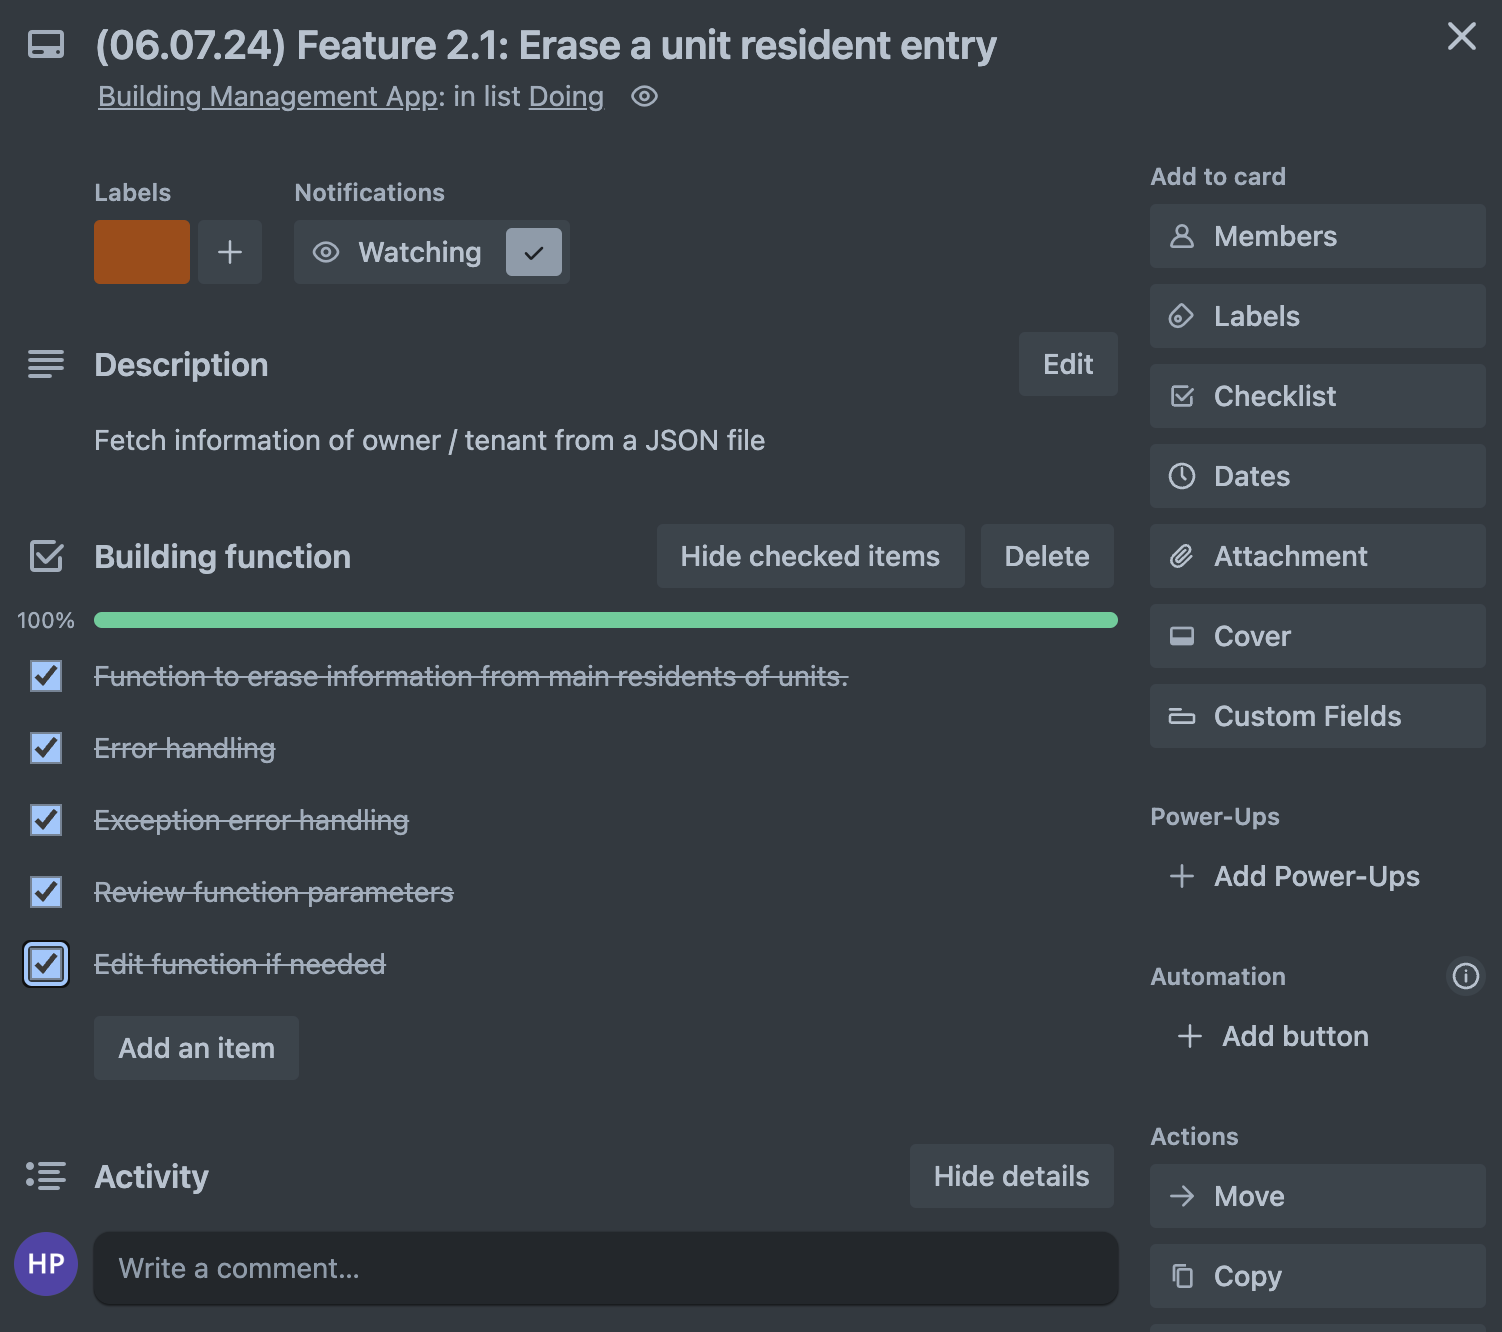 (06.07.24) Feature 2.1: Erase a unit resident entry
Building Management App: in list Doing
Labels
Notifications
Watching
Description
Edit
Fetch information of owner / tenant from a JSON file
Building function
Hide checked items
Delete
100%
Function to erase information from main residents of units.
Error handling
Exception error handling
Review function parameters
Edit function if needed
Add an item
Activity
Hide details
HP
Write a comment...
Add to card
Members
Labels
Checklist
Dates
Attachment
Cover
Custom Fields
Power-Ups
Add Power-Ups
Automation
Add button
Actions
Move
Copy